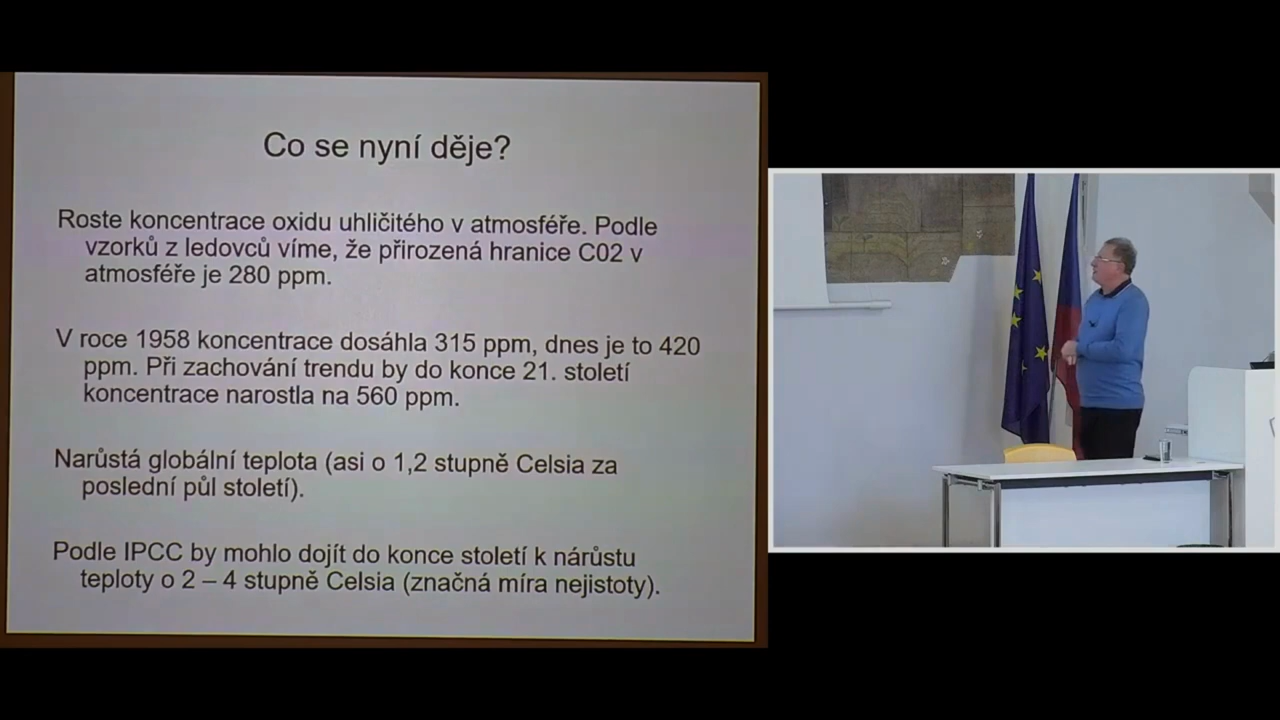 Co se nyní děje?
Roste koncentrace oxidu uhličitého v atmosféře. Podle
vzorků z ledovců víme, že přirozená hranice C02 v
atmosféře je 280 ppm.
V roce 1958 koncentrace dosáhla 315 ppm, dnes je to 420
ppm. Při zachování trendu by do konce 21. století
koncentrace narostla na 560 ppm.
Narůstá globální teplota (asi o 1,2 stupně Celsia za
poslední půl století).
Podle IPCC by mohlo dojít do konce století k nárůstu
teploty o 2 – 4 stupně Celsia (značná míra nejistoty).